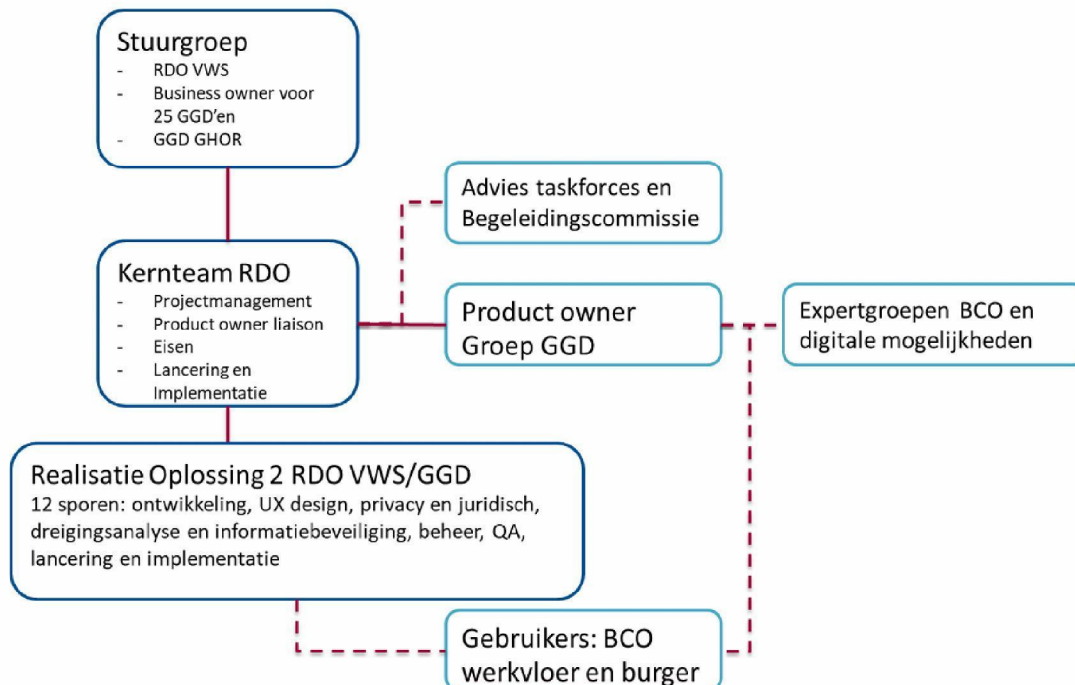 Stuurgroep
- RDO VWS
- Business owner voor
25 GGD'en
- GGD GHOR
Advies taskforces en
Begeleidingscommissie
Kernteam RDO
- Projectmanagement
- Product owner liaison
- Eisen
- Lancering en
Implementatie
Product owner
Groep GGD
Expertgroepen BCO en
digitale mogelijkheden
Realisatie Oplossing 2 RDO VWS/GGD
12 sporen: ontwikkeling, UX design, privacy en juridisch,
dreigingsanalyse en informatiebeveiliging, beheer, QA,
lancering en implementatie
Gebruikers: BCO
werkvloer en burger